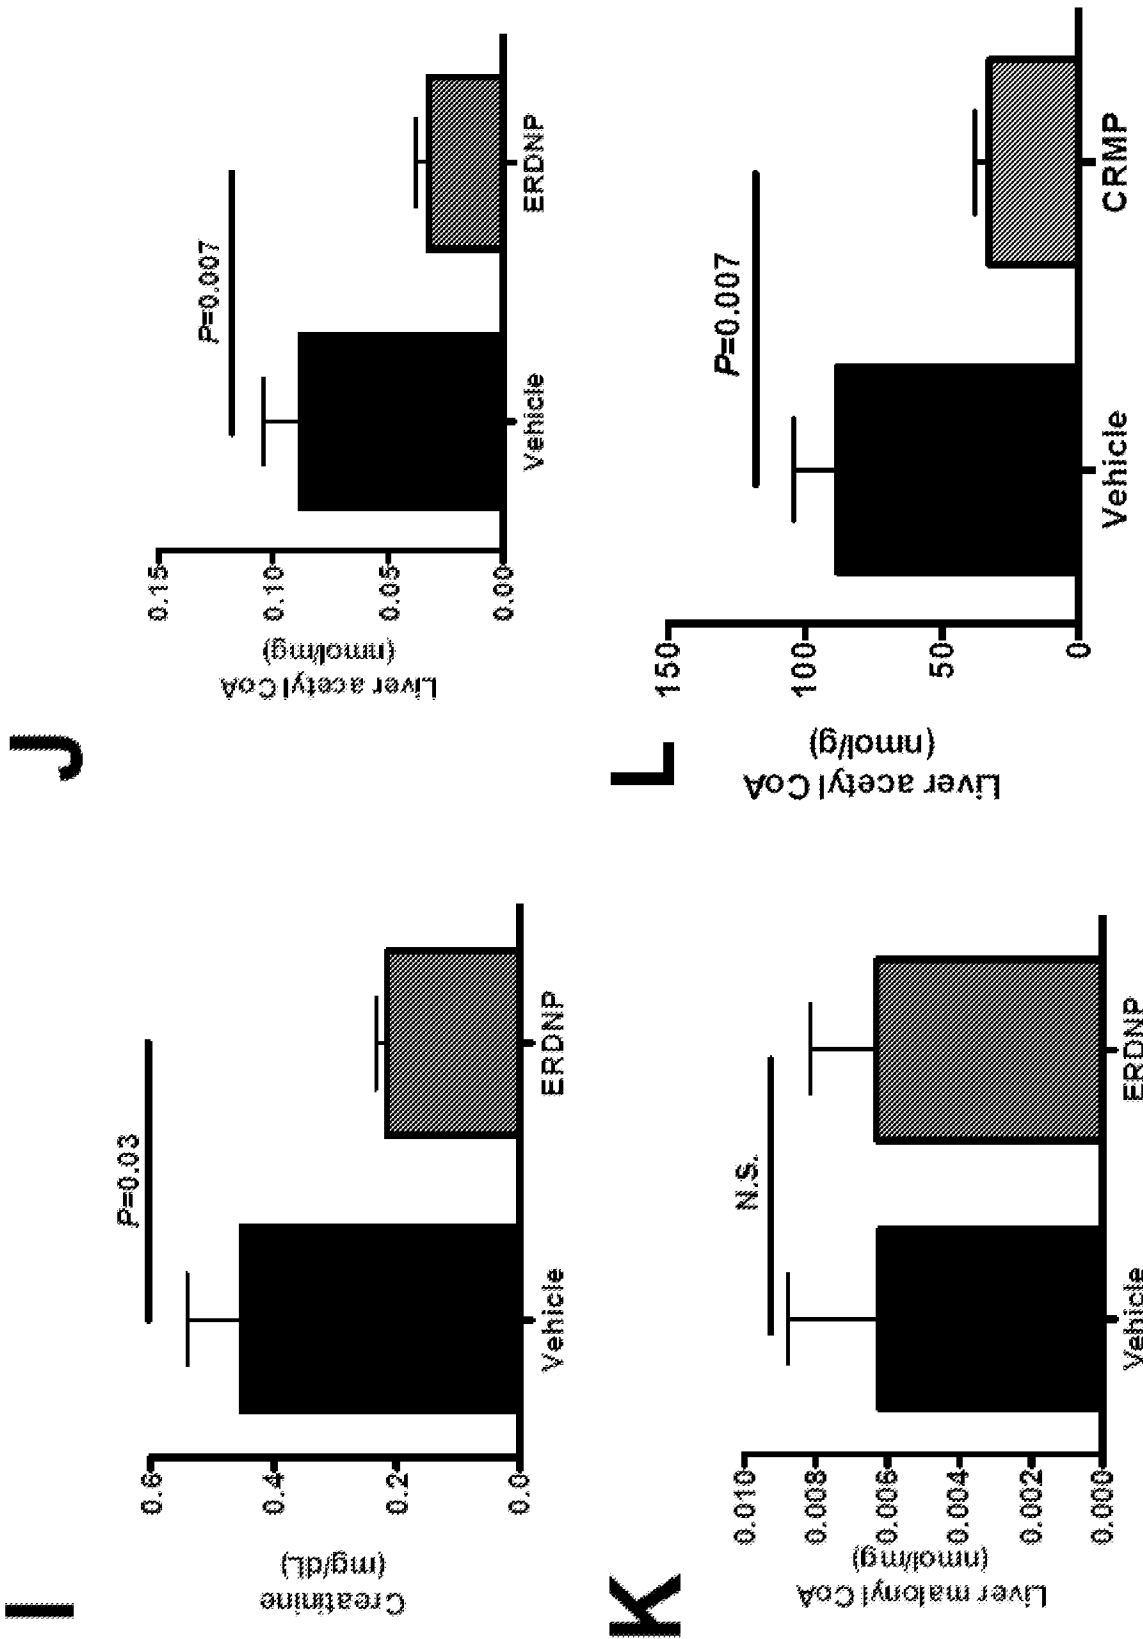 I
Creatinine
(mg/dL)
0.6
0.4
0.2
0.0
P=0.03
Vehicle
ERDNP
J
Liver acetyl CoA
(nmol/mg)
0.15
0.10
0.05
0.00
P=0.007
Vehicle
ERDNP
K
Liver malonyl CoA
(nmol/mg)
0.010
0.008
0.006
0.004
0.002
0.000
N.S.
Vehicle
ERDNP
L
Liver acetyl CoA
(nmol/g)
150
100
50
0
P=0.007
Vehicle
CRMP